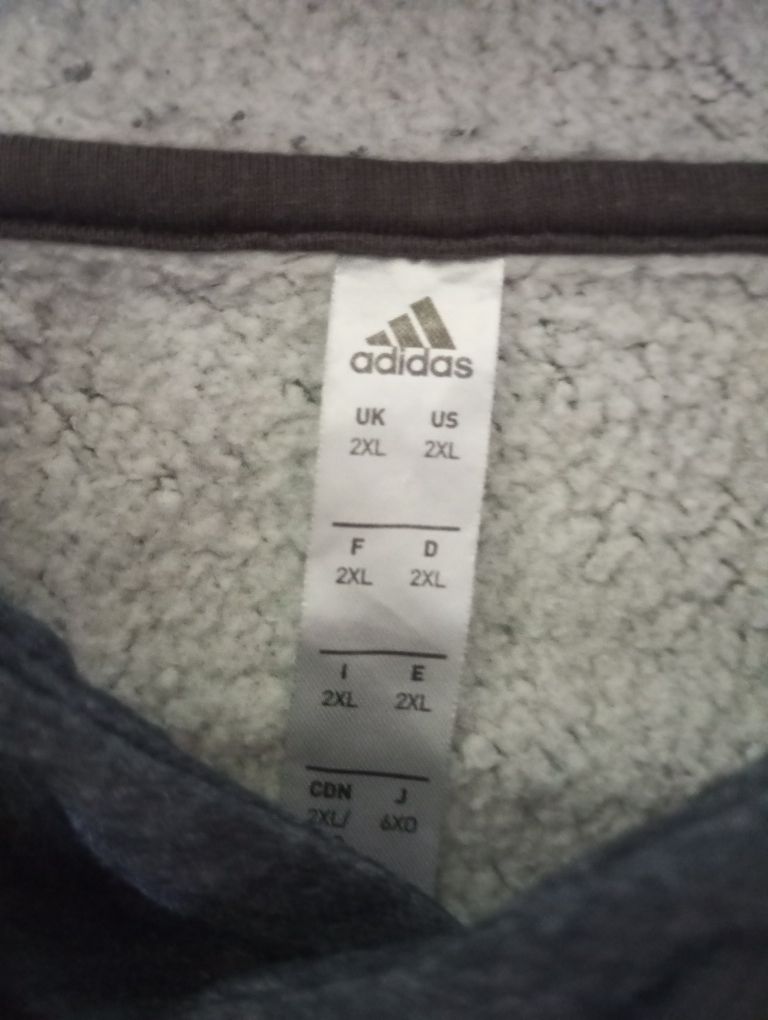 adidas
UK US
2XL 2XL
F D
2XL 2XL
I E
2XL 2XL
CDN J
2XL/ 6XO